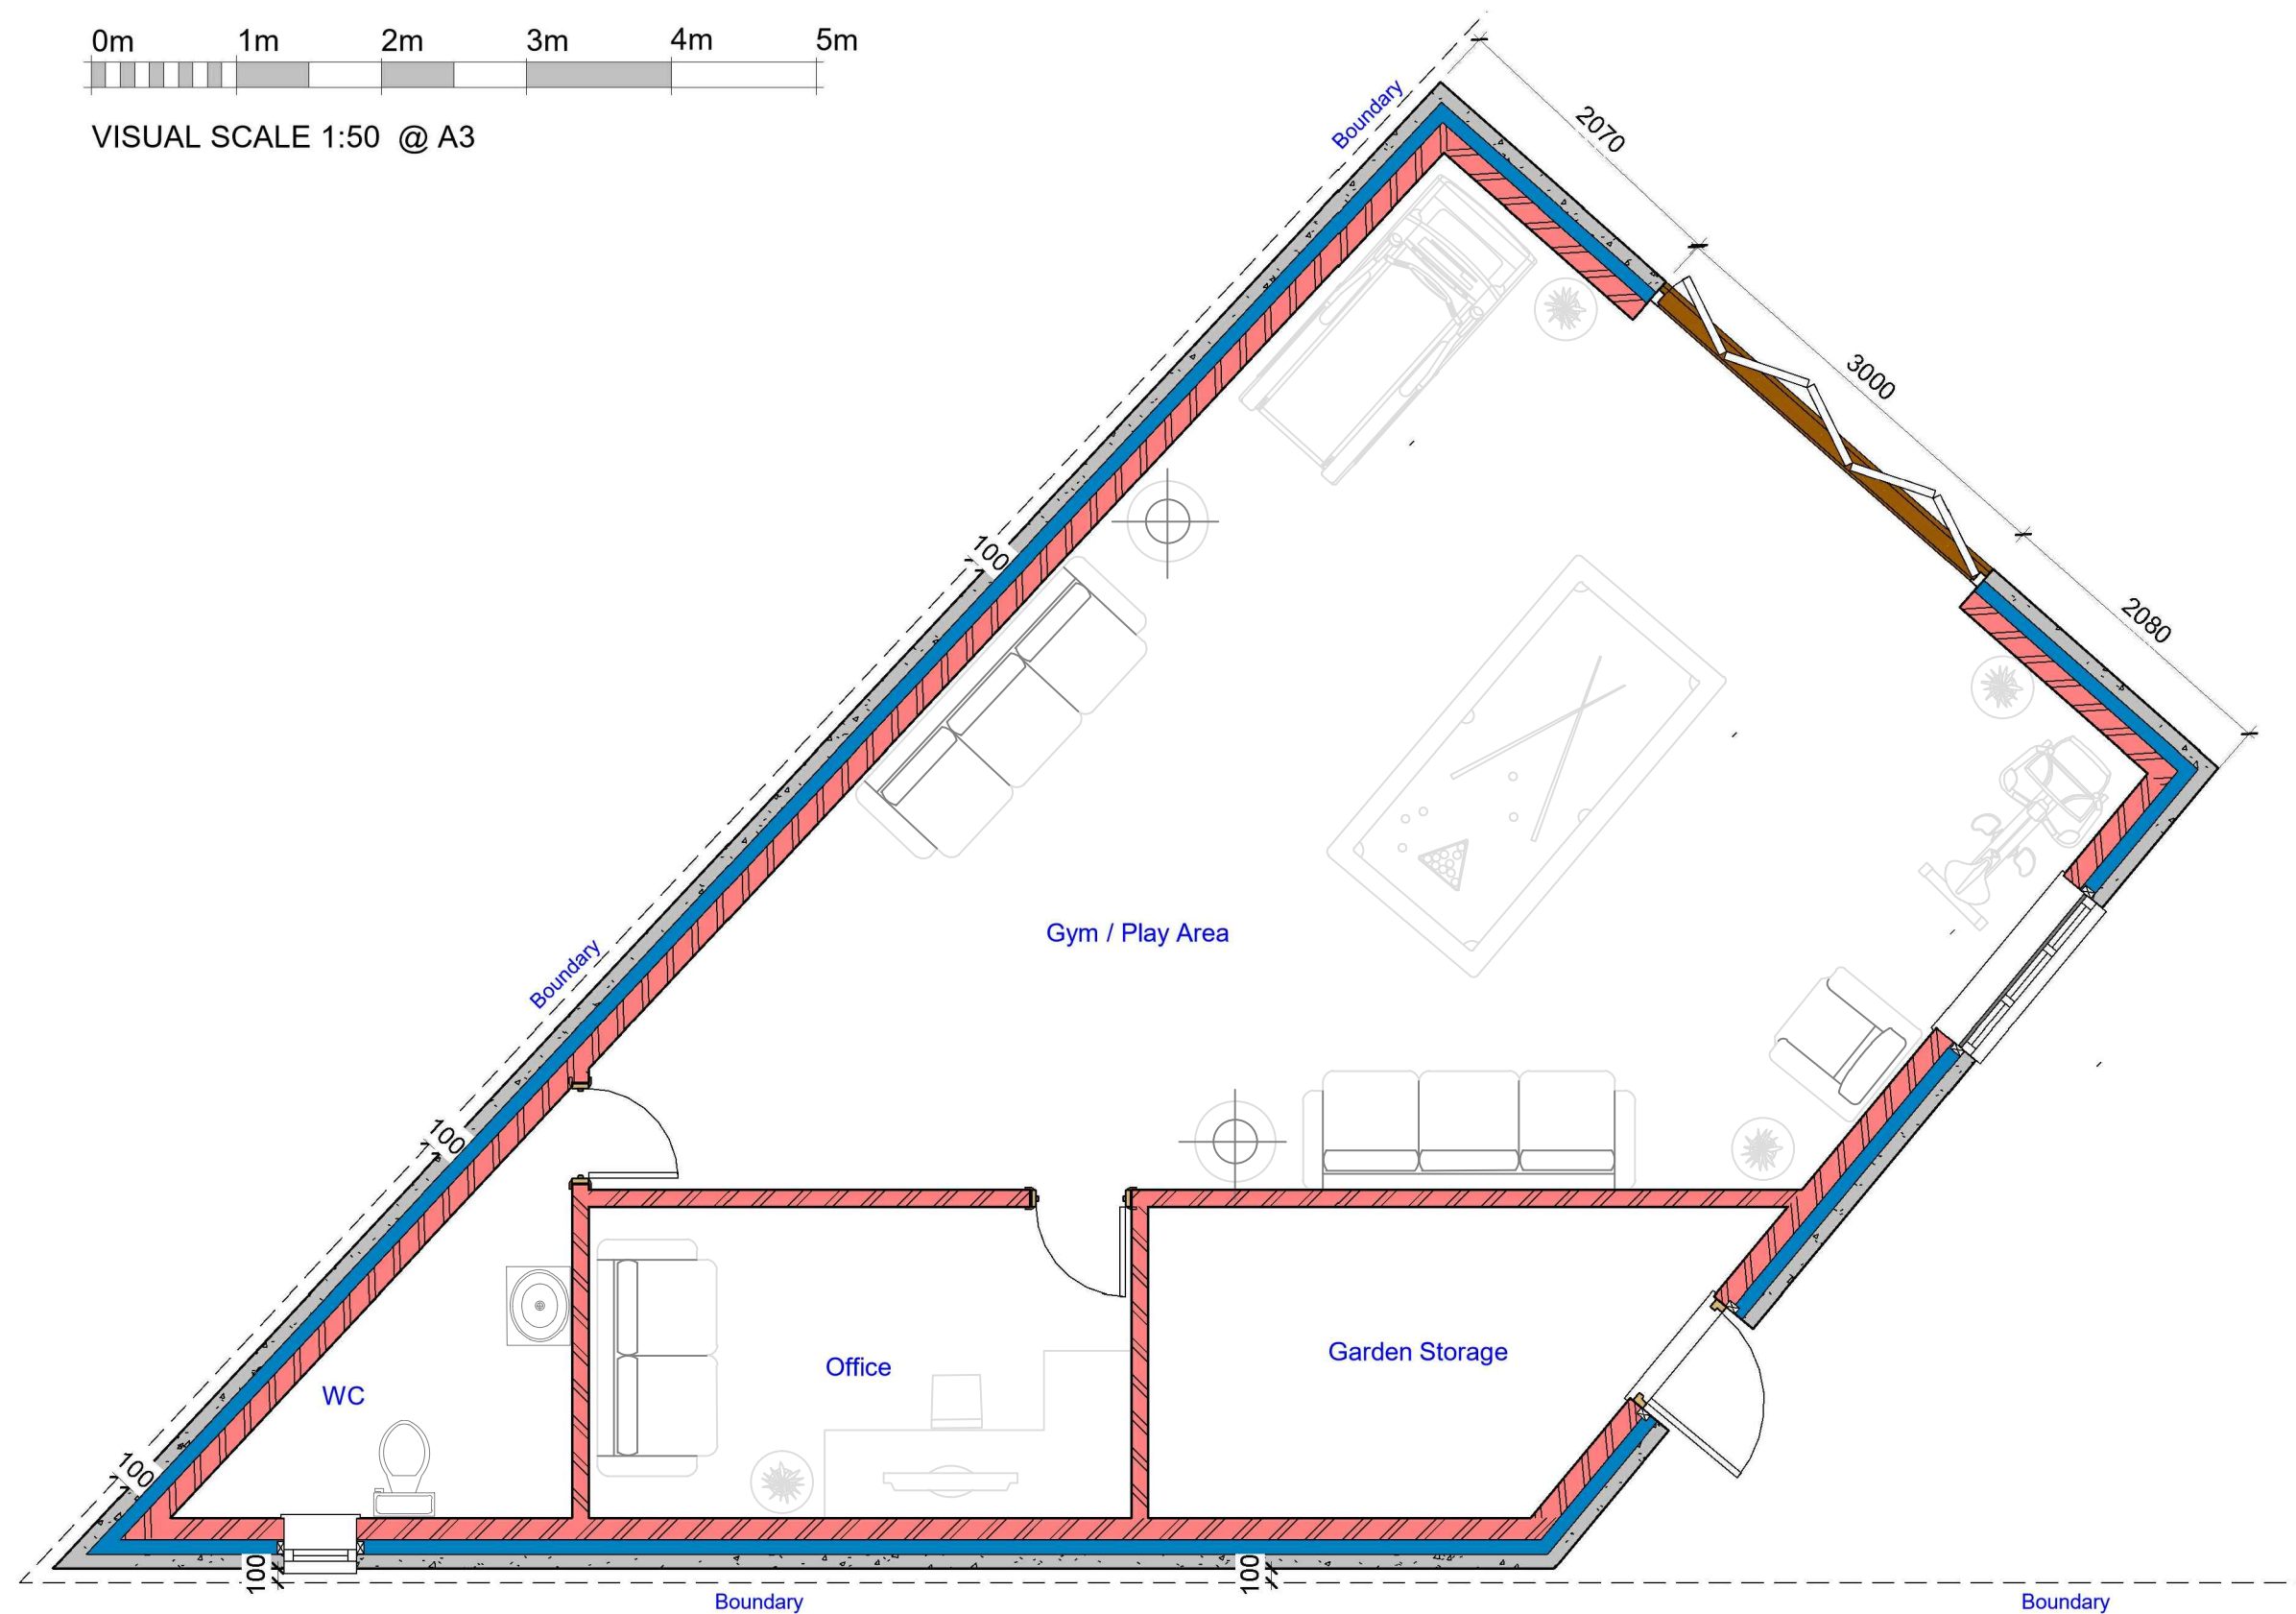 0m 1m 2m 3m 4m 5m
VISUAL SCALE 1:50 @ A3
Boundary
2070
3000
2080
100
Boundary
Gym / Play Area
100
Office
Garden Storage
WC
100
100
100
Boundary
Boundary